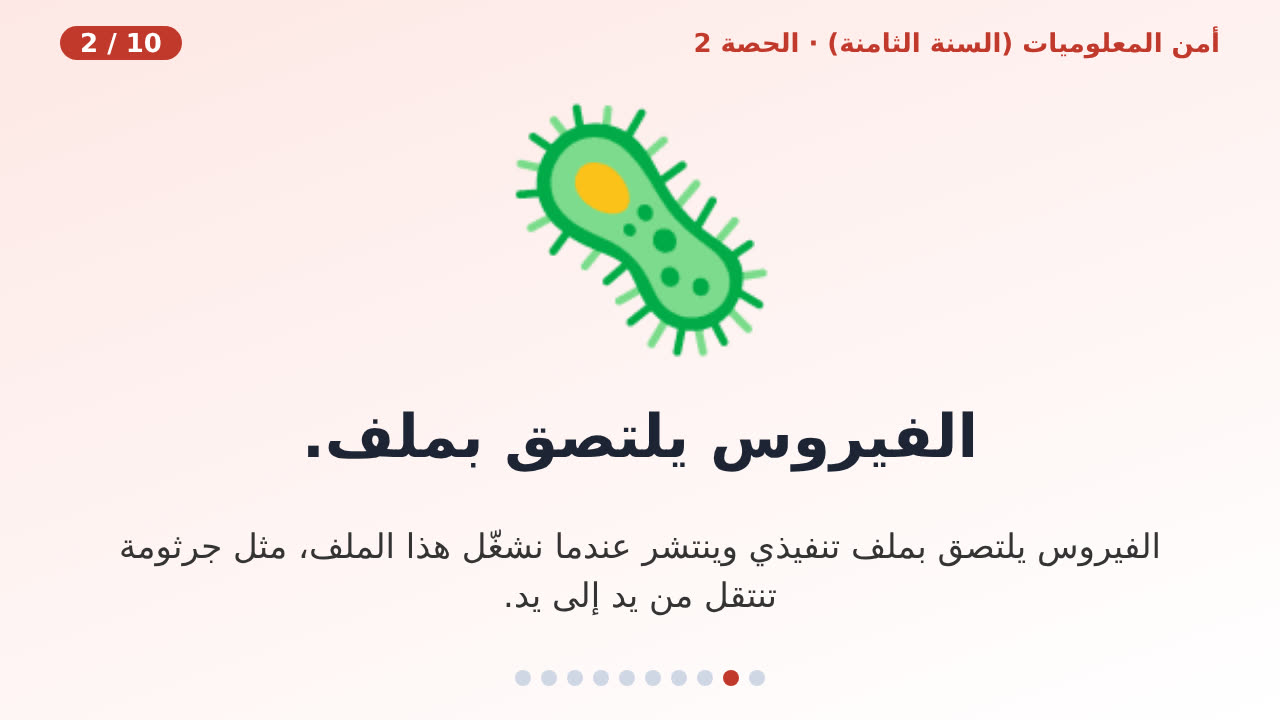 أمن المعلوميات (السنة الثامنة) · الحصة 2
2 / 10
الفيروس يلتصق بملف.
الفيروس يلتصق بملف تنفيذي وينتشر عندما نشغّل هذا الملف، مثل جرثومة
تنتقل من يد إلى يد.